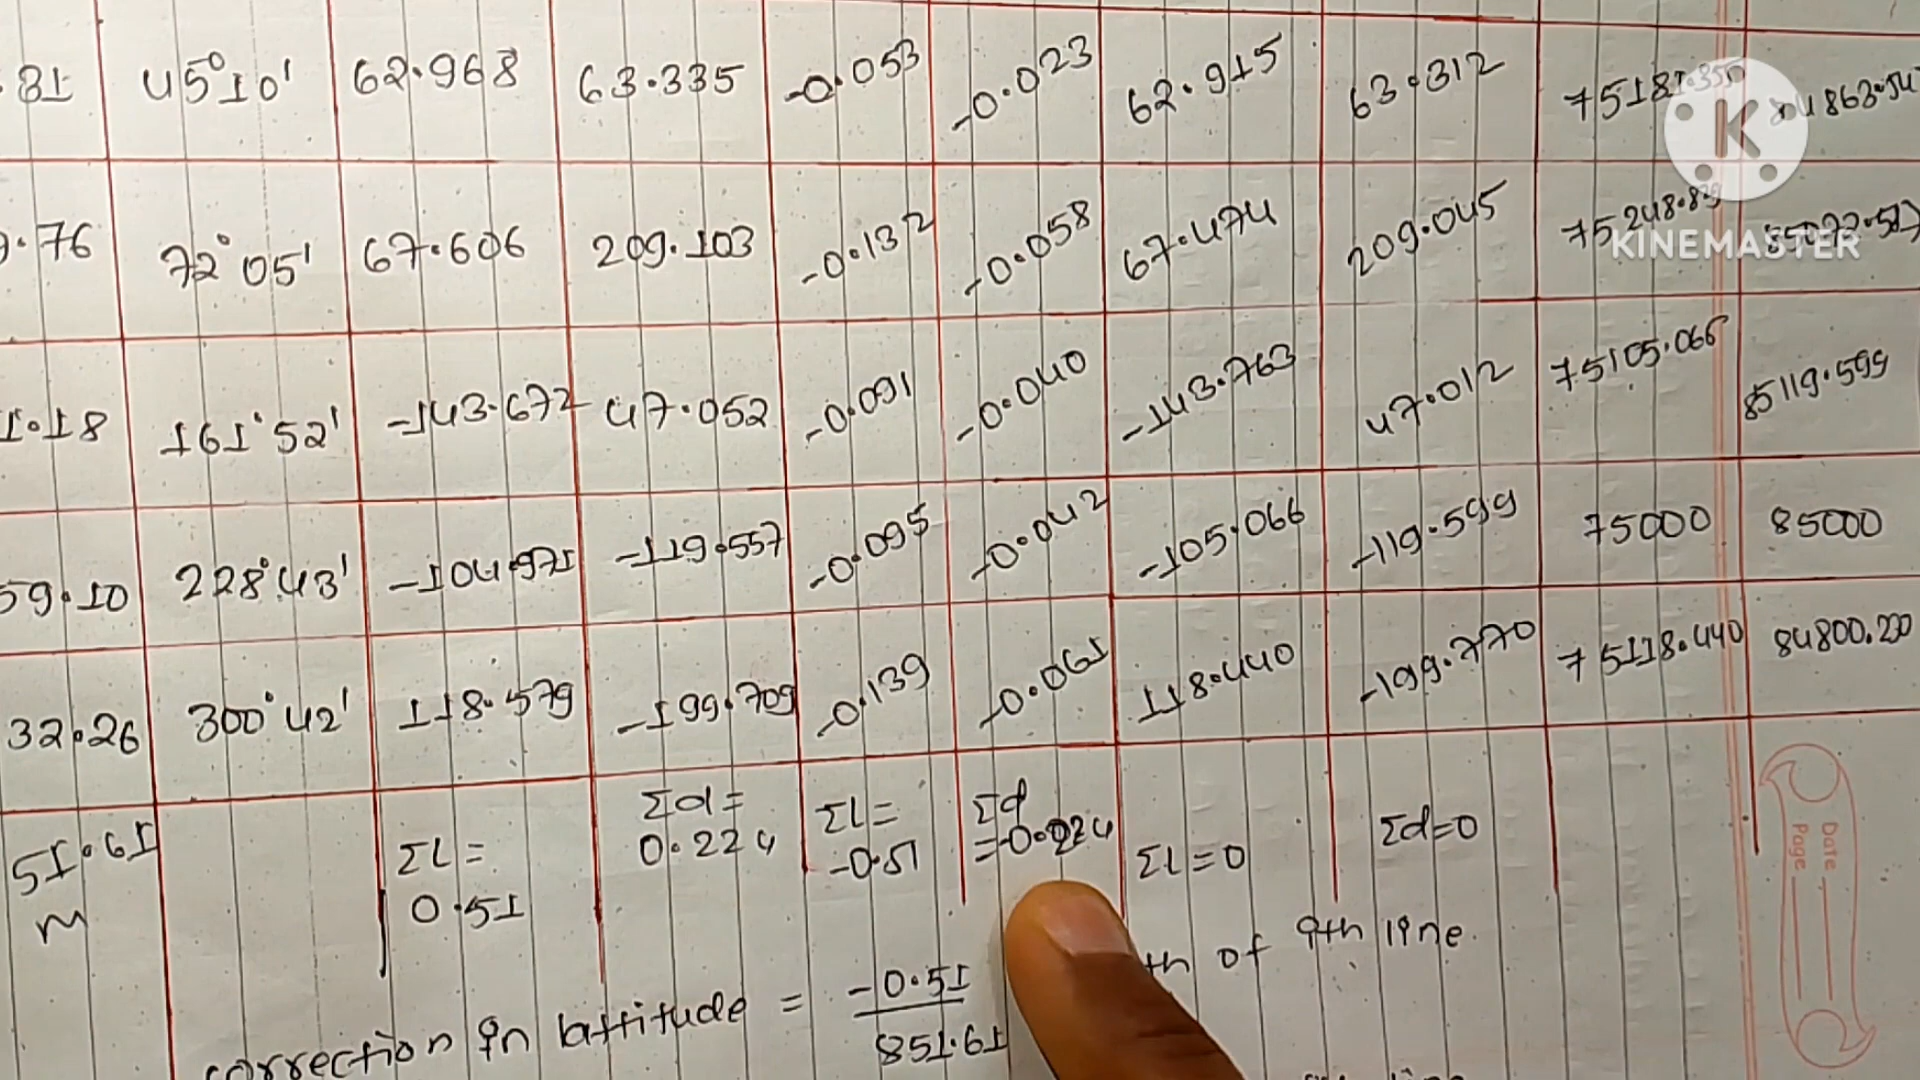 .81 45°10' 62.968 63.335 -0.053 -0.023 62.915 63.312 75181.350
.76 72°05' 67.606 209.103 -0.132 -0.058 67.474 209.045 75248.83
KINEMASTER
1.18 161°52' -143.672 47.052 -0.091 -0.040 -143.763 47.012 75105.066 85119.599
59.10 228°43' -104.971 -119.557 -0.095 -0.042 -105.066 -119.599 75000 85000
32.26 300°42' 118.579 -199.709 -0.139 -0.061 118.440 -199.770 75118.440 84800.230
51.61 ΣL= Σd= ΣL= Σd ΣL=0 Σd=0
m 0.51 0.224 -0.51 =-0.224
correction in lattitude = -0.51 th of 9th line.
851.61
Date
Page
K